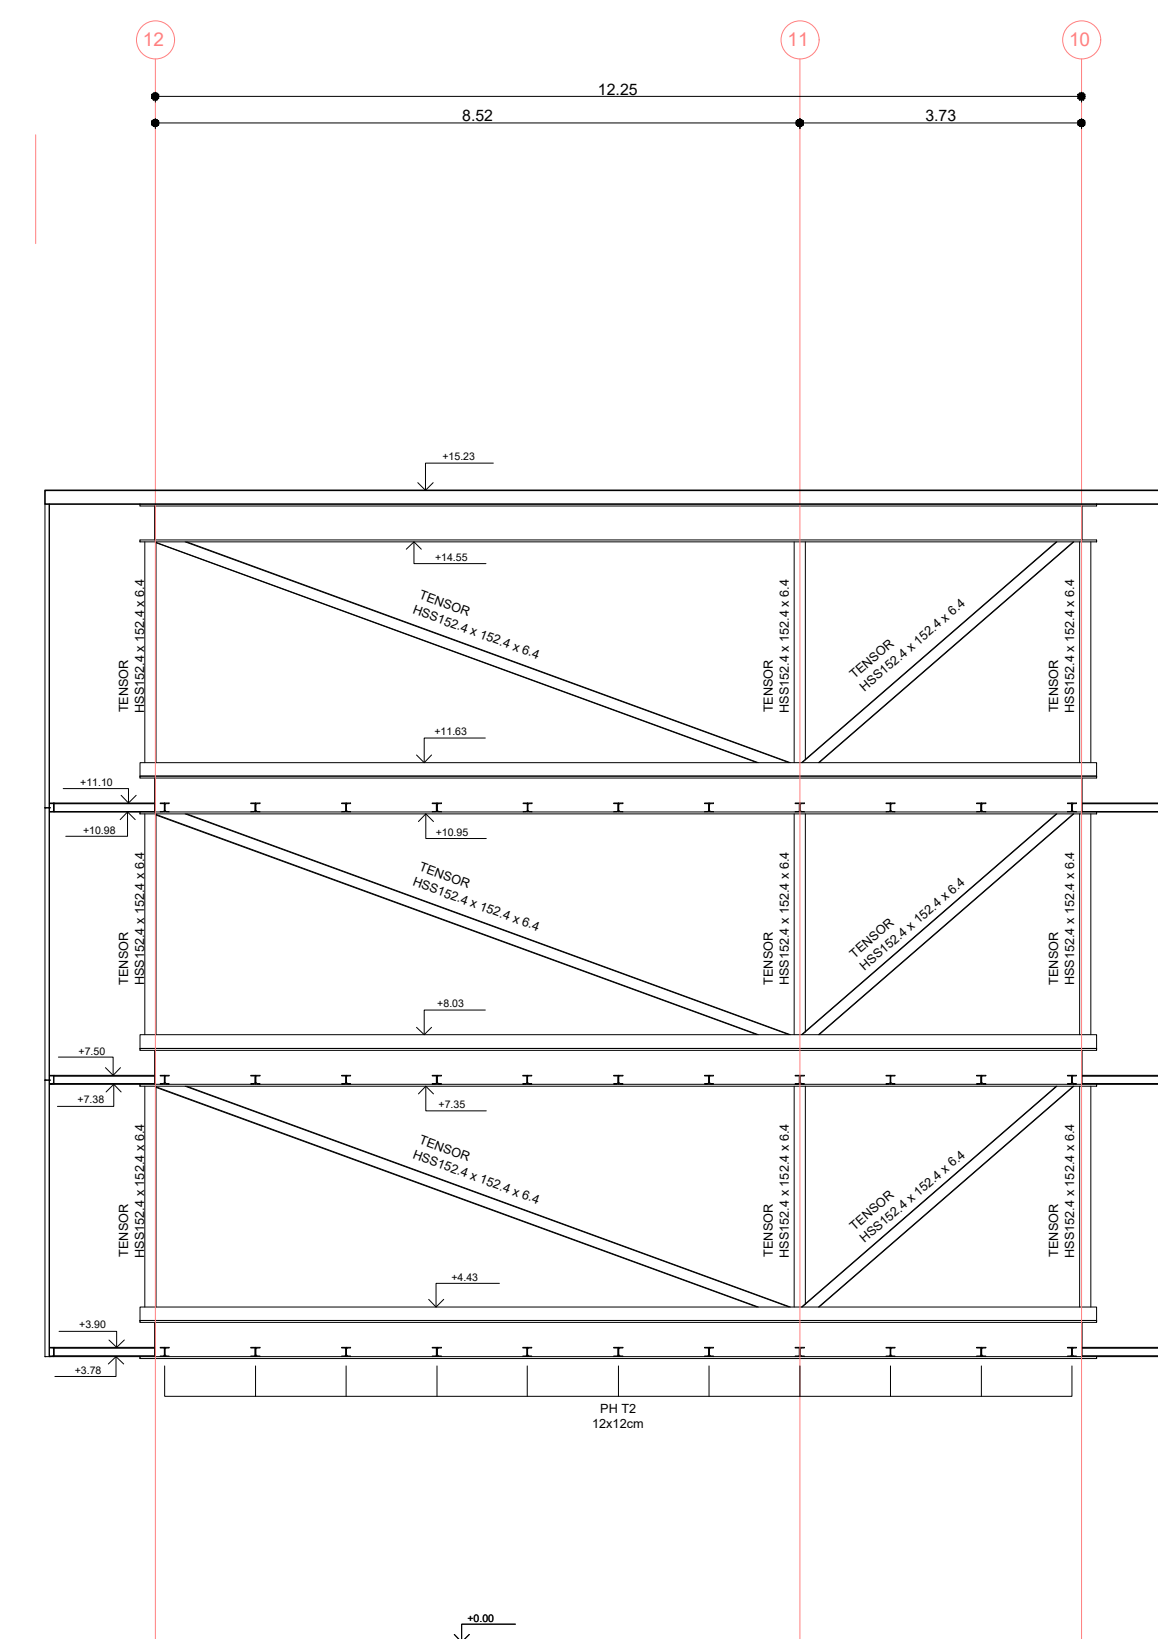 12
11
10
12.25
8.52
3.73
+15.23
+14.55
TENSOR
HSS152.4 x 152.4 x 6.4
TENSOR
HSS152.4 x 152.4 x 6.4
TENSOR
HSS152.4 x 152.4 x 6.4
TENSOR
HSS152.4 x 152.4 x 6.4
TENSOR
HSS152.4 x 152.4 x 6.4
+11.63
+11.10
+10.98
+10.95
TENSOR
HSS152.4 x 152.4 x 6.4
TENSOR
HSS152.4 x 152.4 x 6.4
TENSOR
HSS152.4 x 152.4 x 6.4
TENSOR
HSS152.4 x 152.4 x 6.4
TENSOR
HSS152.4 x 152.4 x 6.4
+8.03
+7.50
+7.38
+7.35
TENSOR
HSS152.4 x 152.4 x 6.4
TENSOR
HSS152.4 x 152.4 x 6.4
TENSOR
HSS152.4 x 152.4 x 6.4
TENSOR
HSS152.4 x 152.4 x 6.4
TENSOR
HSS152.4 x 152.4 x 6.4
+4.43
+3.90
+3.78
PH T2
12x12cm
+0.00